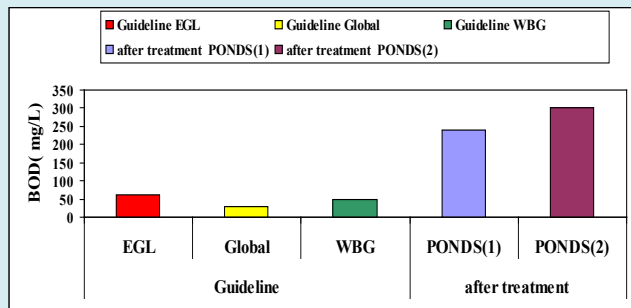 Guideline EGL Guideline Global Guideline WBG
after treatment PONDS(1) after treatment PONDS(2)
BOD( mg/L)
350
300
250
200
150
100
50
0
EGL Global WBG PONDS(1) PONDS(2)
Guideline after treatment